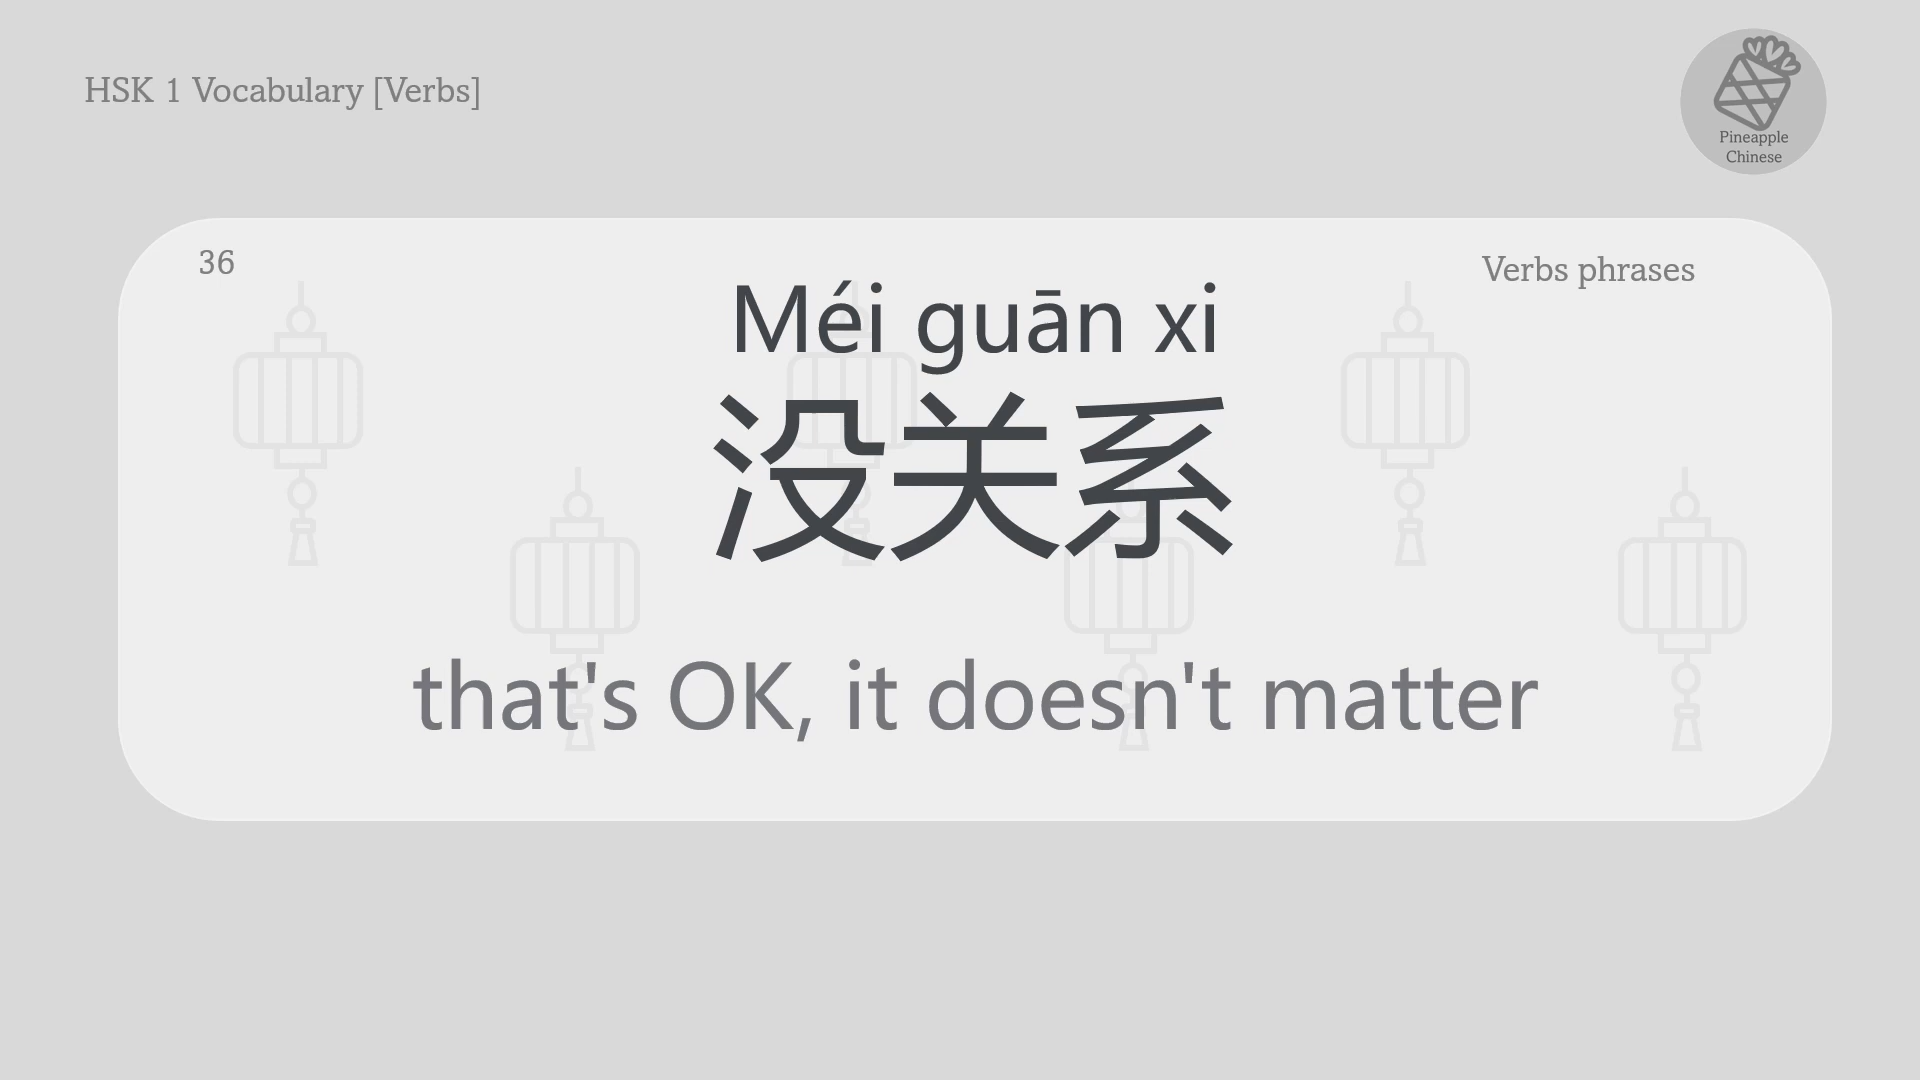 HSK 1 Vocabulary [Verbs]
Pineapple
Chinese
36
Verbs phrases
Méi guān xi
没关系
that's OK, it doesn't matter